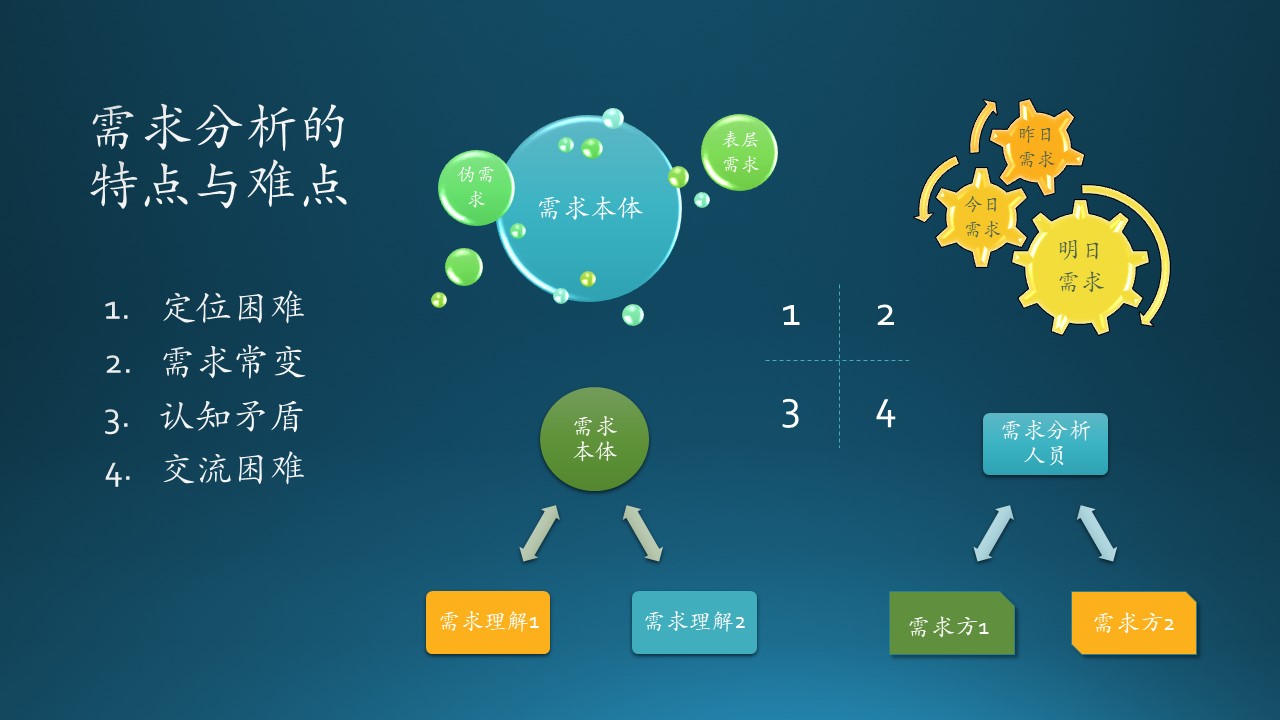 需求分析的
特点与难点
1. 定位困难
2. 需求常变
3. 认知矛盾
4. 交流困难
伪需
求
需求本体
表层
需求
昨日
需求
今日
需求
明日
需求
1 2
3 4
需求
本体
需求理解1
需求理解2
需求分析
人员
需求方1
需求方2